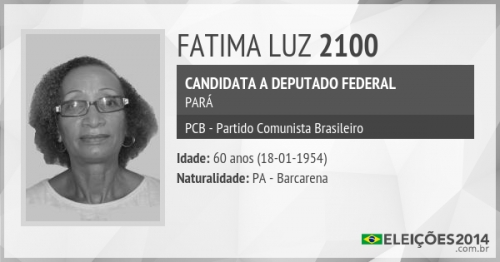 FATIMA LUZ 2100
CANDIDATA A DEPUTADO FEDERAL
PARÁ
PCB - Partido Comunista Brasileiro
Idade: 60 anos (18-01-1954)
Naturalidade: PA - Barcarena
ELEIÇÕES2014
.com.br